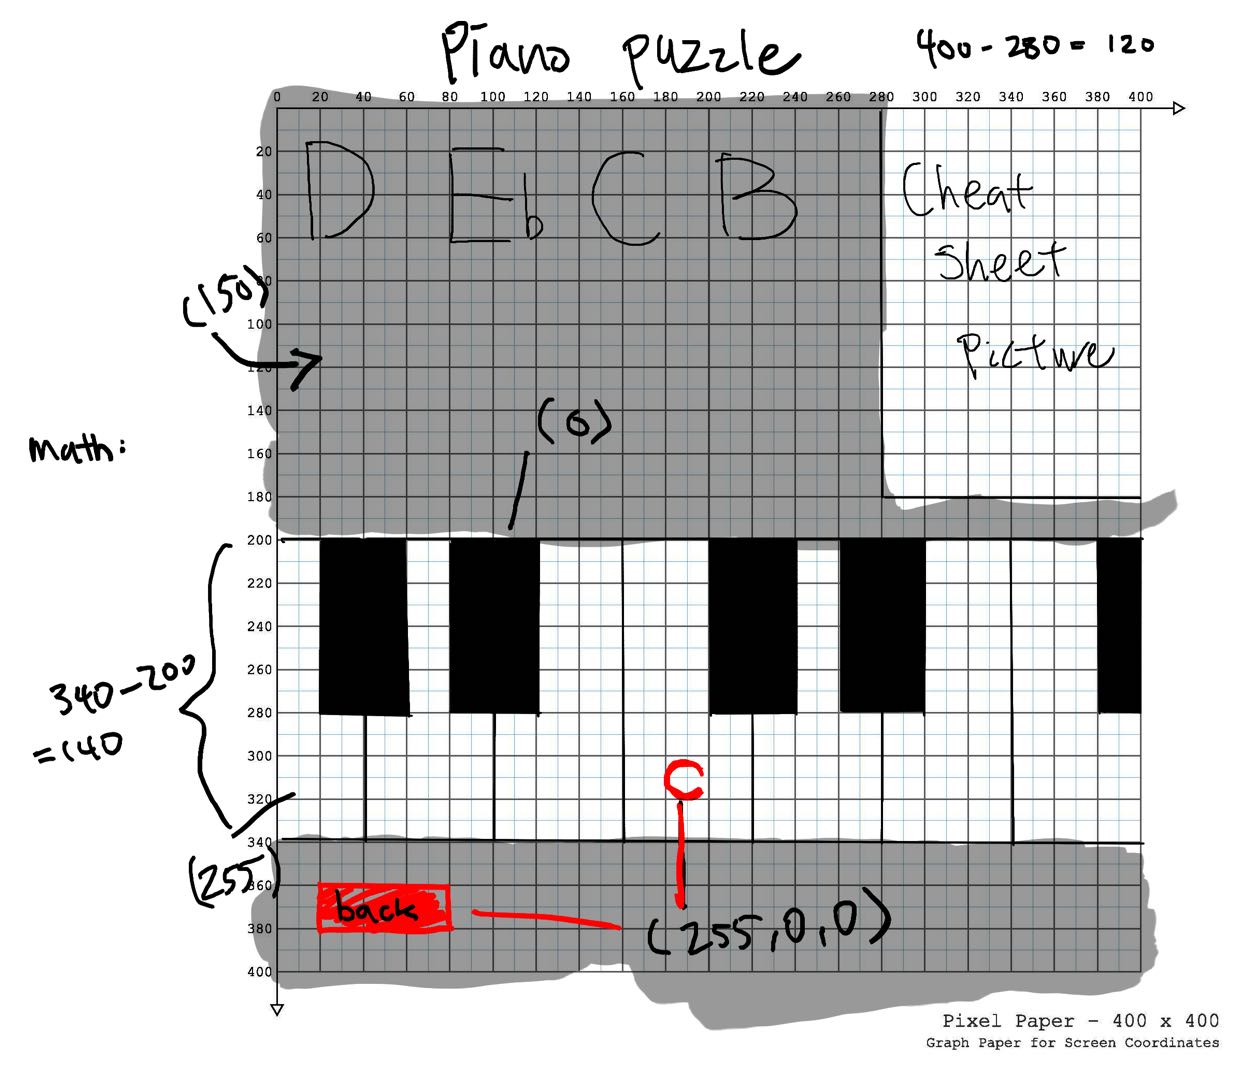 Piano puzzle
400 - 280 = 120
0 20 40 60 80 100 120 140 160 180 200 220 240 260 280 300 320 340 360 380 400
20
40
60
80
100
120
140
160
180
200
220
240
260
280
300
320
340
360
380
400
D Eb C B
Cheat
Sheet
Picture
(150)
(0)
math:
340-200
=140
C
(255)
back
(255,0,0)
Pixel Paper - 400 x 400
Graph Paper for Screen Coordinates